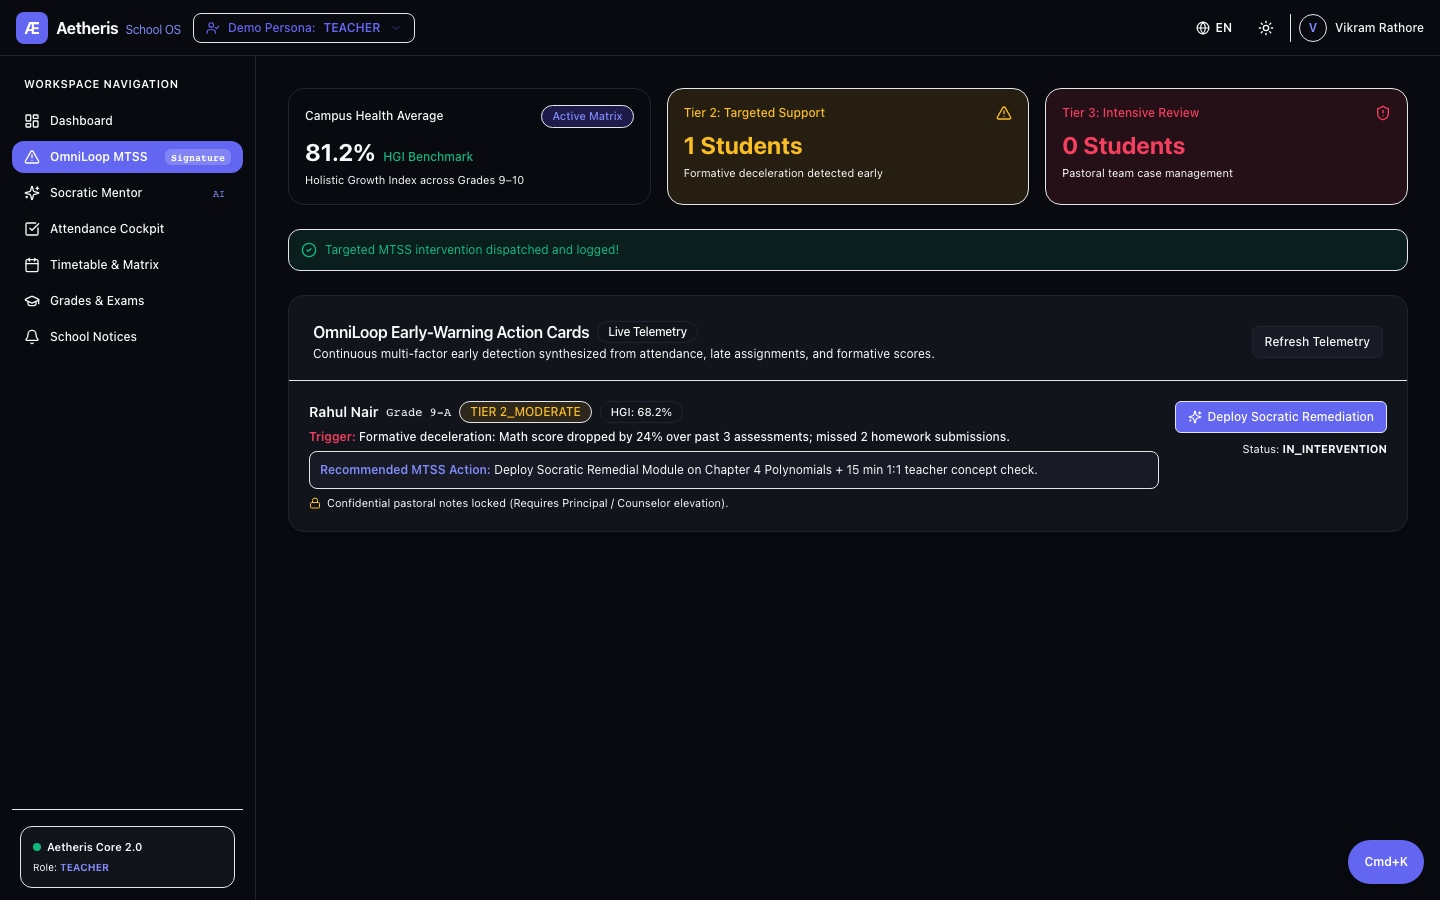 Æ Aetheris School OS Demo Persona: TEACHER EN V Vikram Rathore
WORKSPACE NAVIGATION
Dashboard
OmniLoop MTSS Signature
Socratic Mentor AI
Attendance Cockpit
Timetable & Matrix
Grades & Exams
School Notices
Aetheris Core 2.0
Role: TEACHER
Campus Health Average Active Matrix
81.2% HGI Benchmark
Holistic Growth Index across Grades 9–10
Tier 2: Targeted Support
1 Students
Formative deceleration detected early
Tier 3: Intensive Review
0 Students
Pastoral team case management
Targeted MTSS intervention dispatched and logged!
OmniLoop Early-Warning Action Cards Live Telemetry
Continuous multi-factor early detection synthesized from attendance, late assignments, and formative scores.
Refresh Telemetry
Rahul Nair Grade 9-A TIER 2_MODERATE HGI: 68.2%
Trigger: Formative deceleration: Math score dropped by 24% over past 3 assessments; missed 2 homework submissions.
Recommended MTSS Action: Deploy Socratic Remedial Module on Chapter 4 Polynomials + 15 min 1:1 teacher concept check.
Confidential pastoral notes locked (Requires Principal / Counselor elevation).
Deploy Socratic Remediation
Status: IN_INTERVENTION
Cmd+K